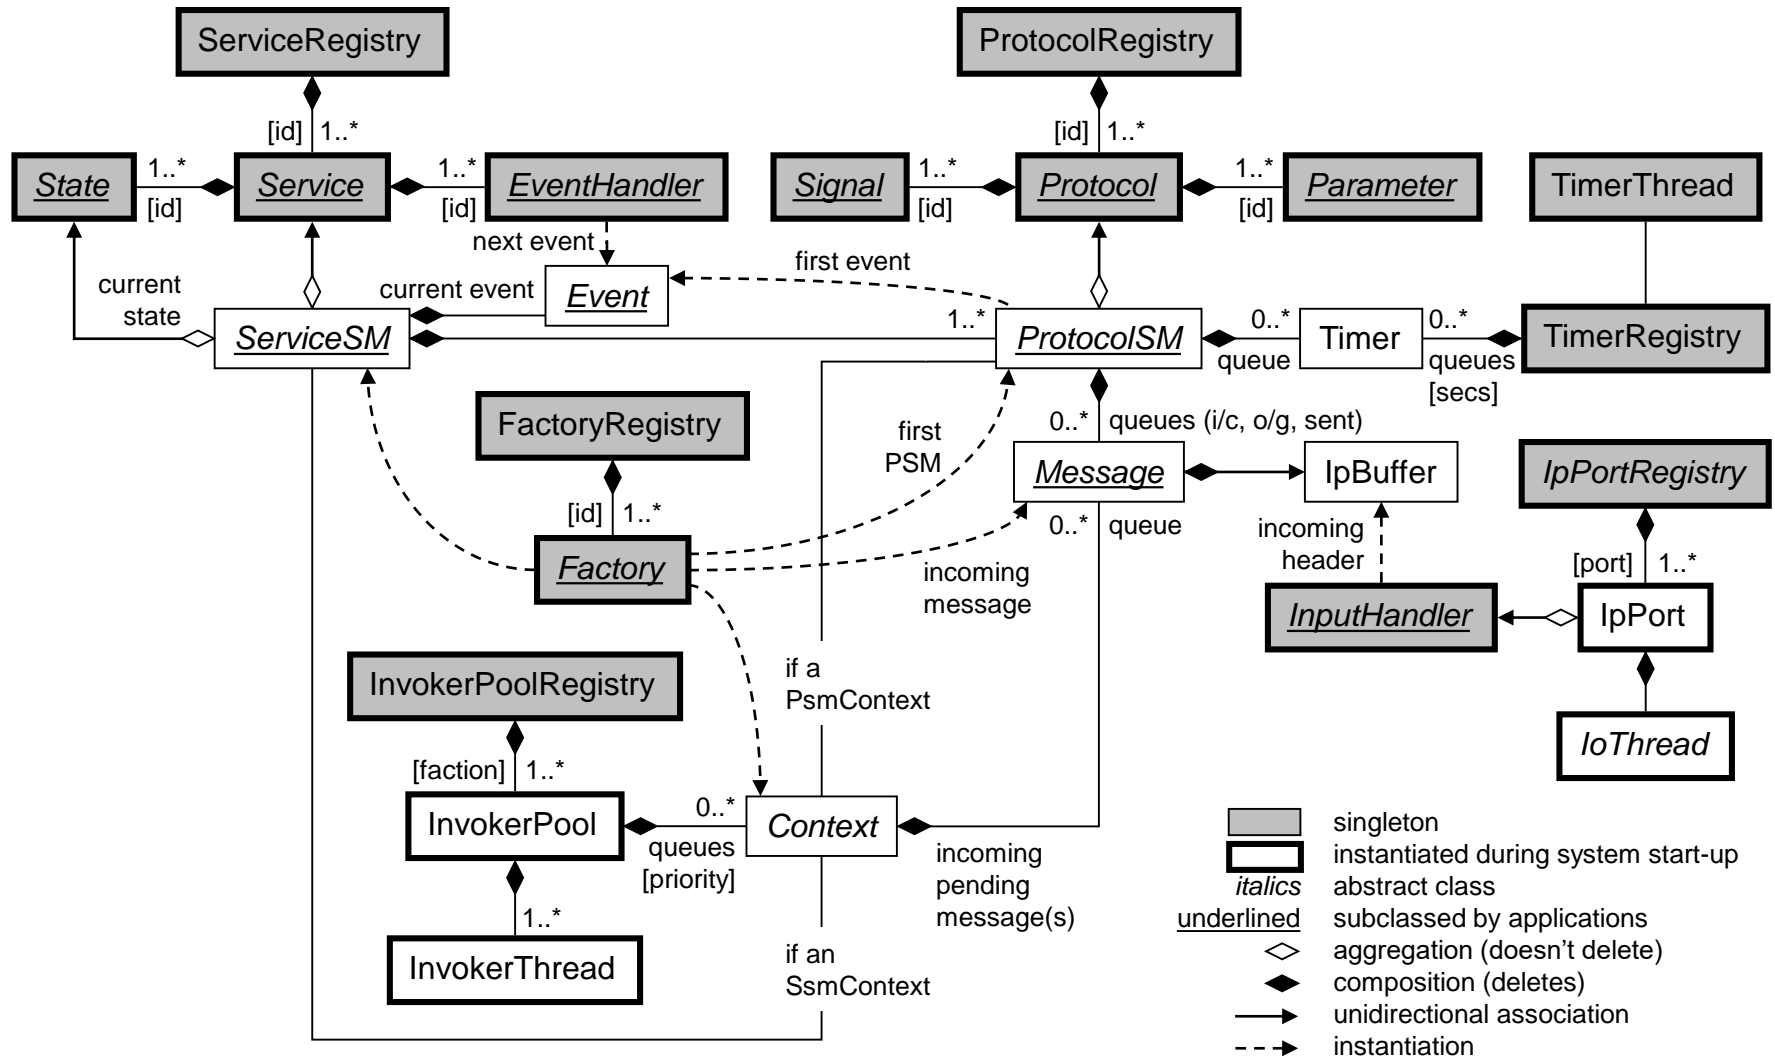 ServiceRegistry
ProtocolRegistry
[id] 1..*
[id] 1..*
State
1..*
[id]
Service
1..*
[id]
EventHandler
Signal
1..*
[id]
Protocol
1..*
[id]
Parameter
TimerThread
next event
first event
current
state
current event
Event
ServiceSM
1..*
ProtocolSM
0..*
queue
Timer
0..*
queues
[secs]
TimerRegistry
FactoryRegistry
first
PSM
0..* queues (i/c, o/g, sent)
Message
IpBuffer
IpPortRegistry
[id] 1..*
0..* queue
incoming
header
Factory
incoming
message
[port] 1..*
InputHandler
IpPort
InvokerPoolRegistry
if a
PsmContext
IoThread
[faction] 1..*
InvokerPool
0..*
queues
[priority]
Context
incoming
pending
message(s)
1..*
InvokerThread
if an
SsmContext
singleton
instantiated during system start-up
italics abstract class
underlined subclassed by applications
aggregation (doesn't delete)
composition (deletes)
unidirectional association
instantiation